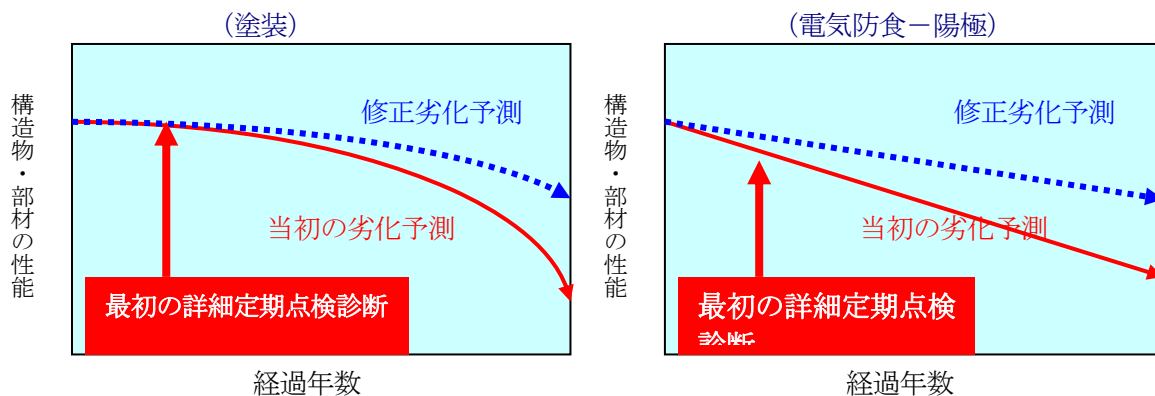 （塗装）
構造物・部材の性能
修正劣化予測
当初の劣化予測
最初の詳細定期点検診断
経過年数
（電気防食－陽極）
構造物・部材の性能
修正劣化予測
当初の劣化予測
最初の詳細定期点検
診断
経過年数